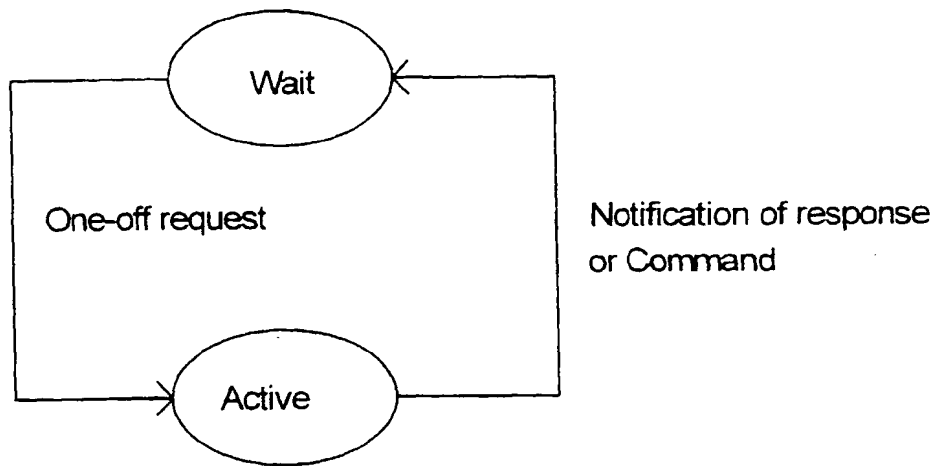 Wait
One-off request
Notification of response
or Command
Active